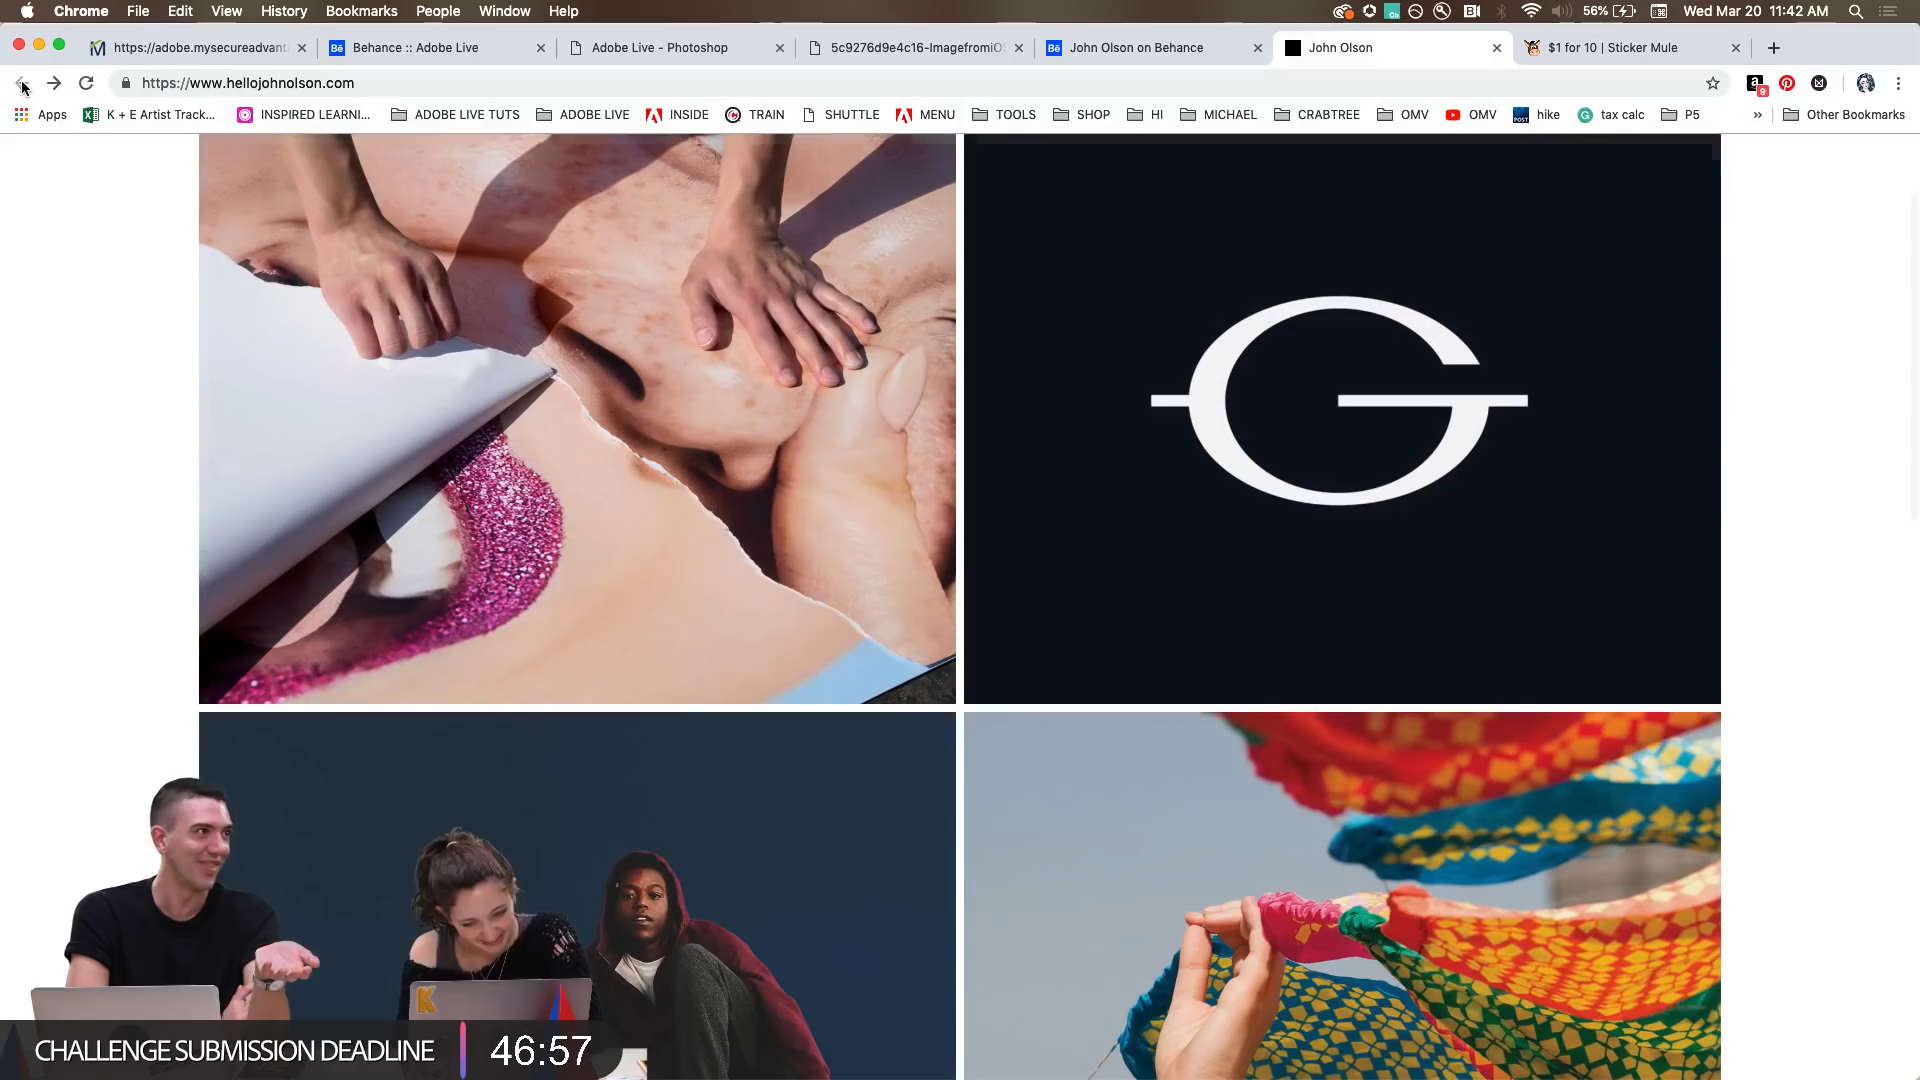 Chrome File Edit View History Bookmarks People Window Help 56% Wed Mar 20 11:42 AM
https://adobe.mysecureadvant Behance :: Adobe Live Adobe Live - Photoshop 5c9276d9e4c16-ImagefromiO John Olson on Behance John Olson $1 for 10 | Sticker Mule
https://www.hellojohnolson.com
Apps K + E Artist Track... INSPIRED LEARNI... ADOBE LIVE TUTS ADOBE LIVE INSIDE TRAIN SHUTTLE MENU TOOLS SHOP HI MICHAEL CRABTREE OMV OMV hike tax calc P5 » Other Bookmarks
G
K
CHALLENGE SUBMISSION DEADLINE 46:57